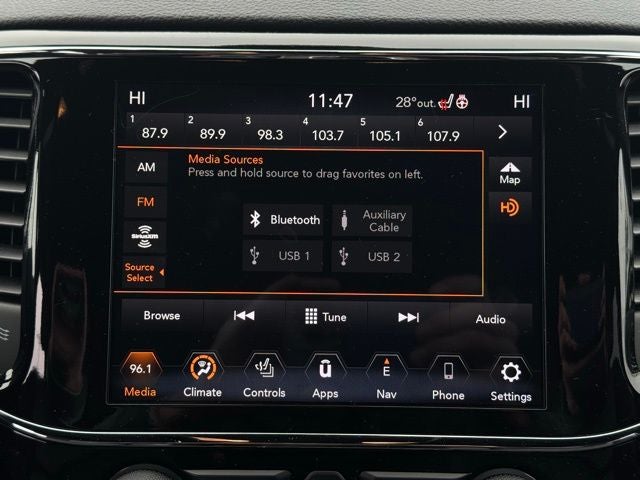 HI 11:47 28° out. HI
1 87.9 2 89.9 3 98.3 4 103.7 5 105.1 6 107.9
AM
FM
SiriusXM
Source
Select
Media Sources
Press and hold source to drag favorites on left.
Bluetooth
Auxiliary
Cable
USB 1
USB 2
Map
HD
Browse Tune Audio
96.1 E
Media Climate Controls Apps Nav Phone Settings